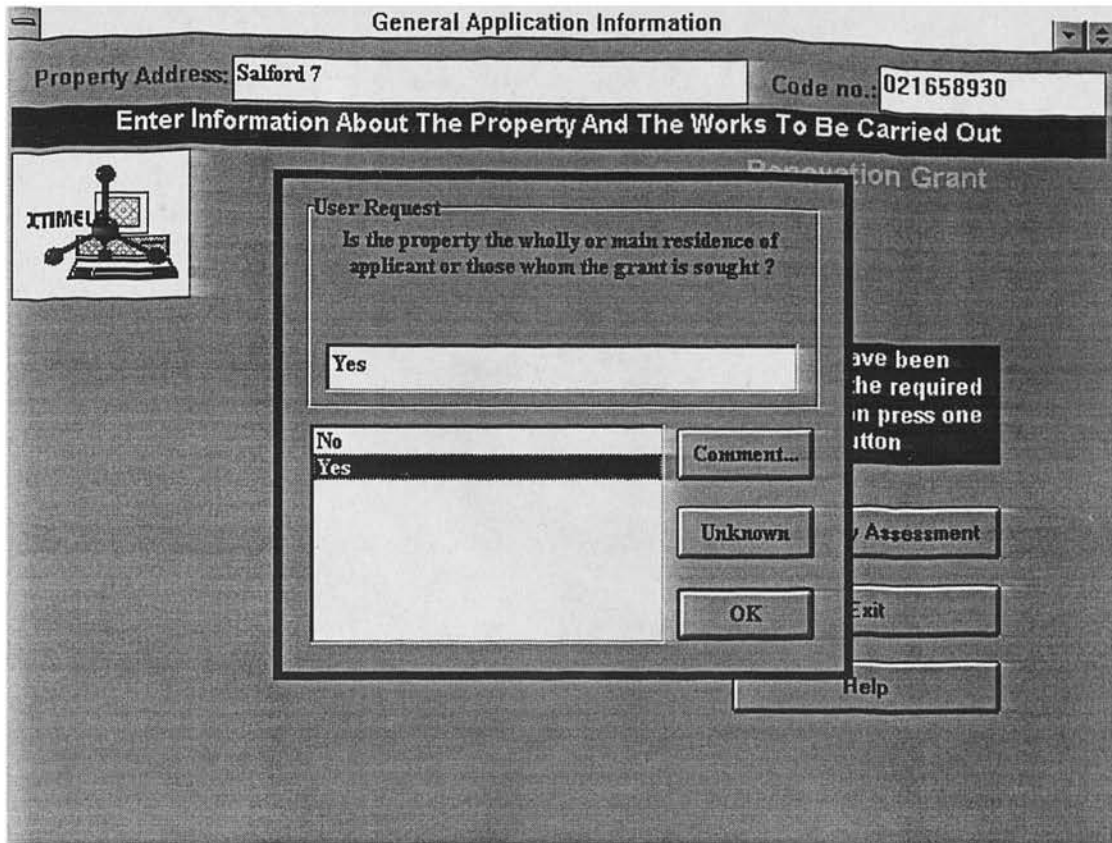 General Application Information
Property Address: Salford 7 Code no.: 021658930
Enter Information About The Property And The Works To Be Carried Out
Renovation Grant
XTIMEL
User Request
Is the property the wholly or main residence of
applicant or those whom the grant is sought ?
Yes
No
Yes
Comment...
Unknown
OK
ave been
he required
n press one
utton
Assessment
Exit
Help